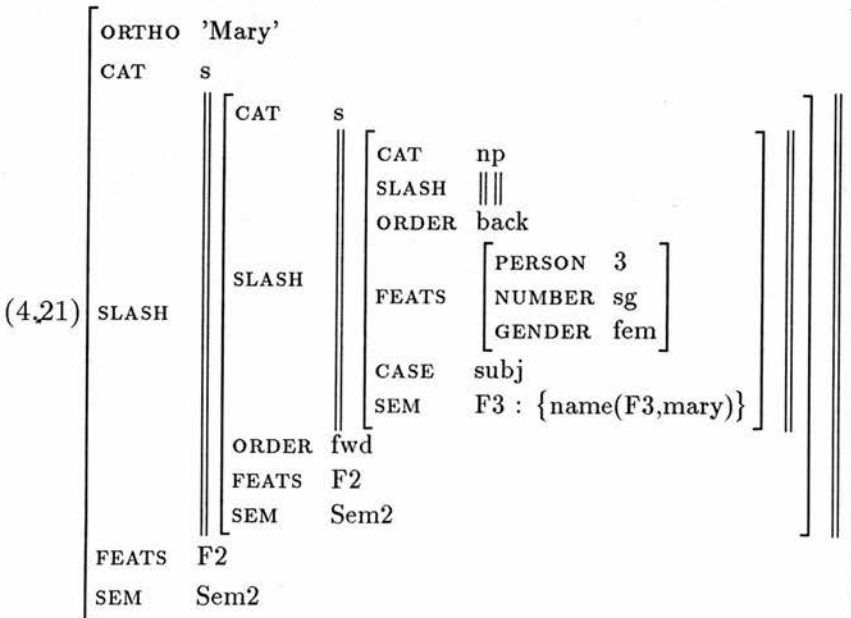 ORTHO 'Mary'
CAT s
CAT s
CAT np
SLASH || ||
ORDER back
PERSON 3
SLASH
FEATS
NUMBER sg
(4.21) SLASH
GENDER fem
CASE subj
SEM F3 : {name(F3,mary)}
ORDER fwd
FEATS F2
SEM Sem2
FEATS F2
SEM Sem2